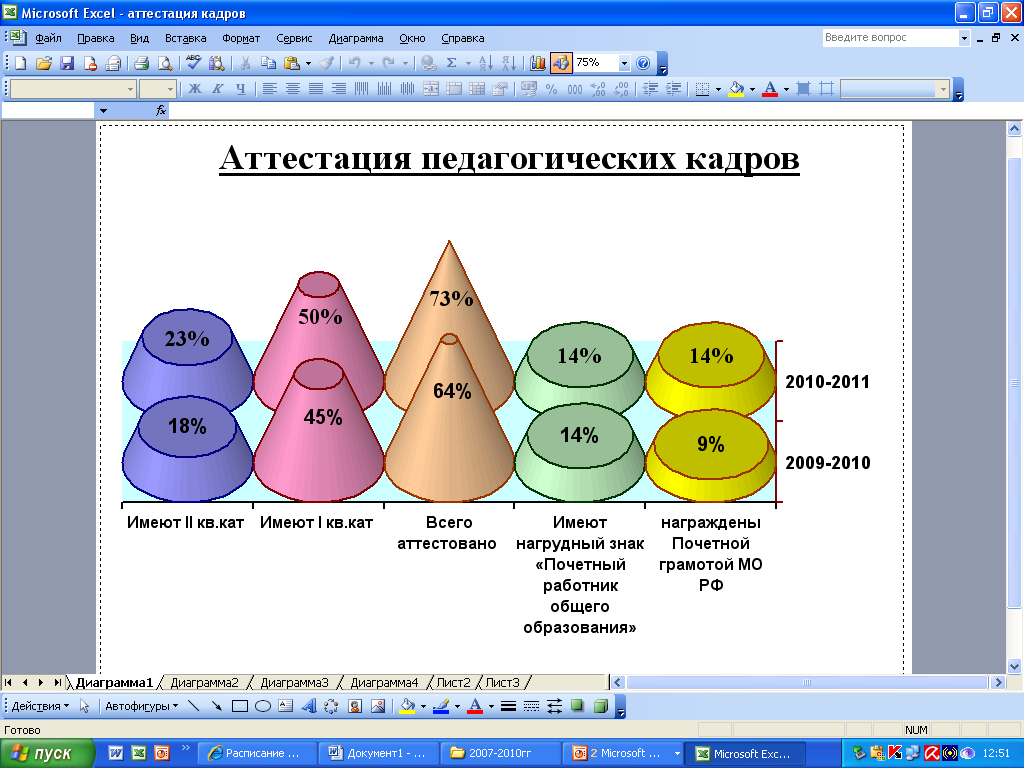 Microsoft Excel - аттестация кадров
Файл Правка Вид Вставка Формат Сервис Диаграмма Окно Справка Введите вопрос
75%
Ж К Ч % 000
fx
Аттестация педагогических кадров
73%
50%
23% 14% 14%
2010-2011
64%
18% 45% 14% 9%
2009-2010
Имеют II кв.кат Имеют I кв.кат Всего Имеют награждены
аттестовано нагрудный знак Почетной
«Почетный грамотой МО
работник РФ
общего
образования»
Диаграмма1 Диаграмма2 Диаграмма3 Диаграмма4 Лист2 Лист3
Действия Автофигуры
Готово NUM
пуск Расписание ... Документ1 - ... 2007-2010гг 2 Microsoft ... Microsoft Exc... 12:51